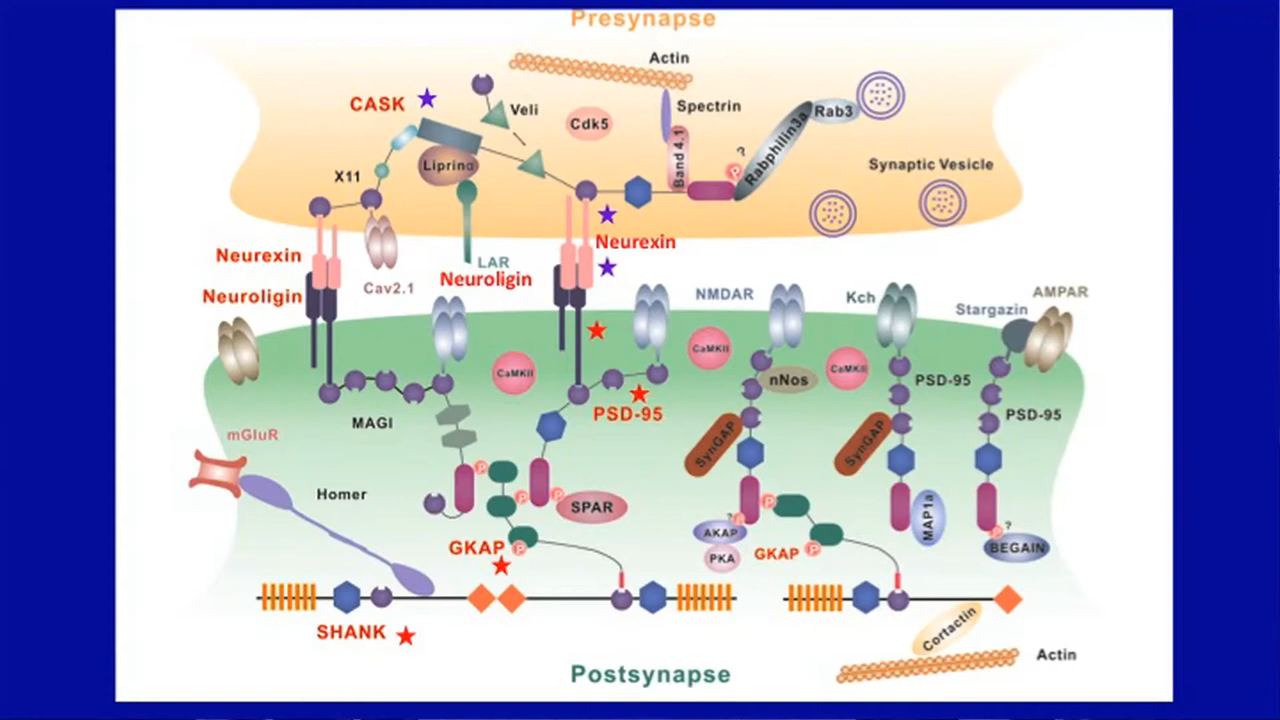 Presynapse
Actin
CASK
Veli
Spectrin
Cdk5
Rab3
Rabphilin3a
Band 4.1
?
P
Liprinα
X11
Synaptic Vesicle
Neurexin
Neurexin
LAR
Neuroligin
Cav2.1
Neuroligin
NMDAR
Kch
AMPAR
Stargazin
CaMKII
CaMKII
CaMKII
nNos
PSD-95
PSD-95
PSD-95
MAGI
mGluR
SynGAP
SynGAP
Homer
P
P
P
SPAR
P
MAP1a
?
P
AKAP
PKA
GKAP
P
GKAP
P
P
?
BEGAIN
SHANK
Cortactin
Actin
Postsynapse